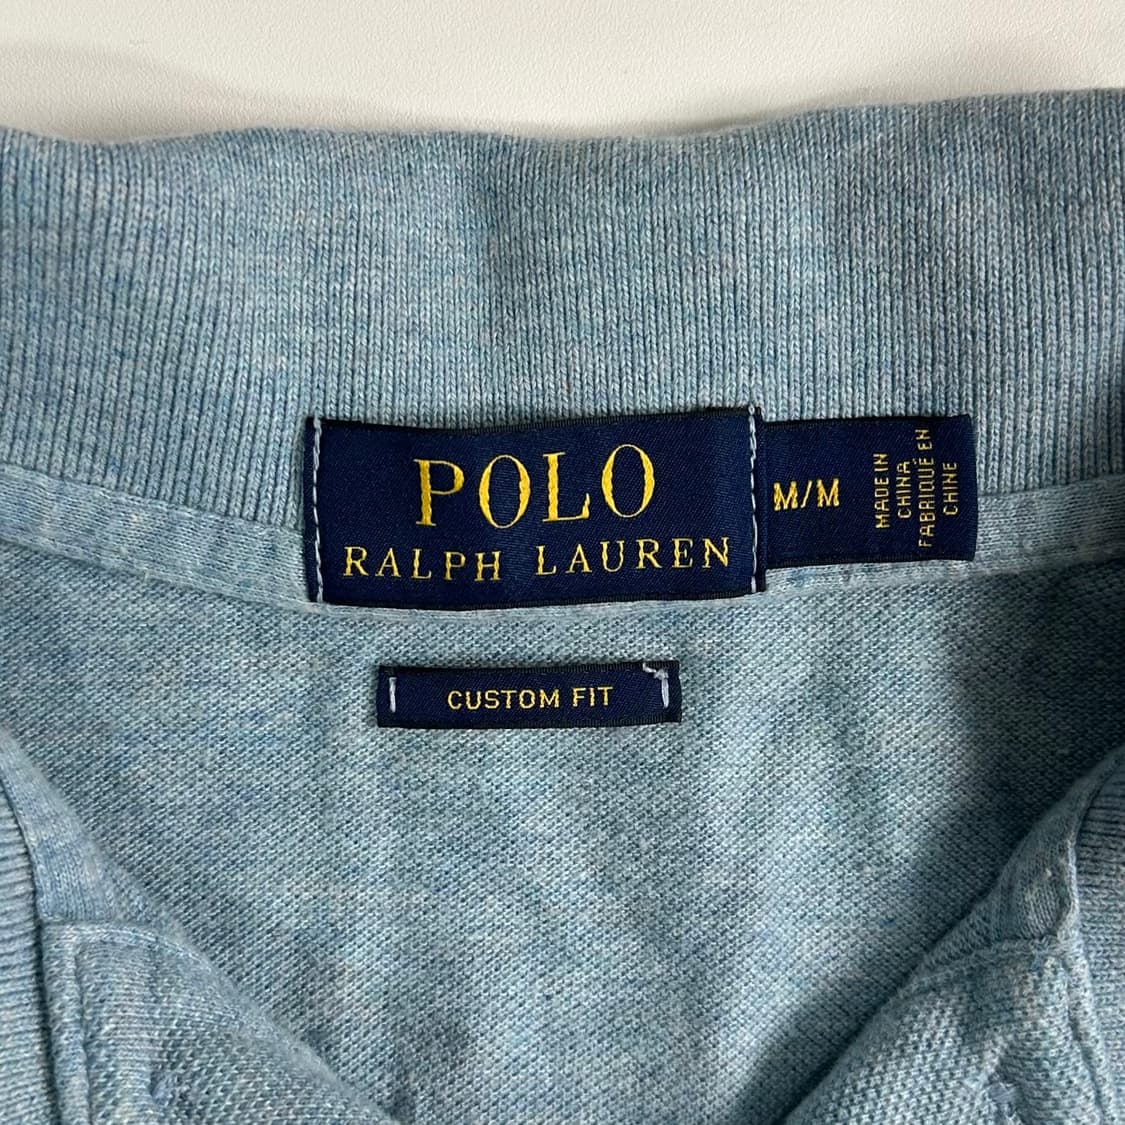 POLO
RALPH LAUREN
M/M
MADE IN
CHINA
FABRIQUÉ EN
CHINE
CUSTOM FIT